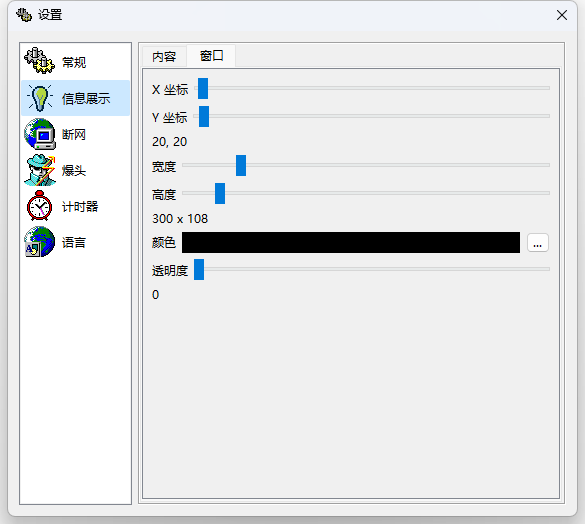 设置
常规
信息展示
断网
爆头
计时器
语言
内容
窗口
X 坐标
Y 坐标
20, 20
宽度
高度
300 x 108
颜色
...
透明度
0